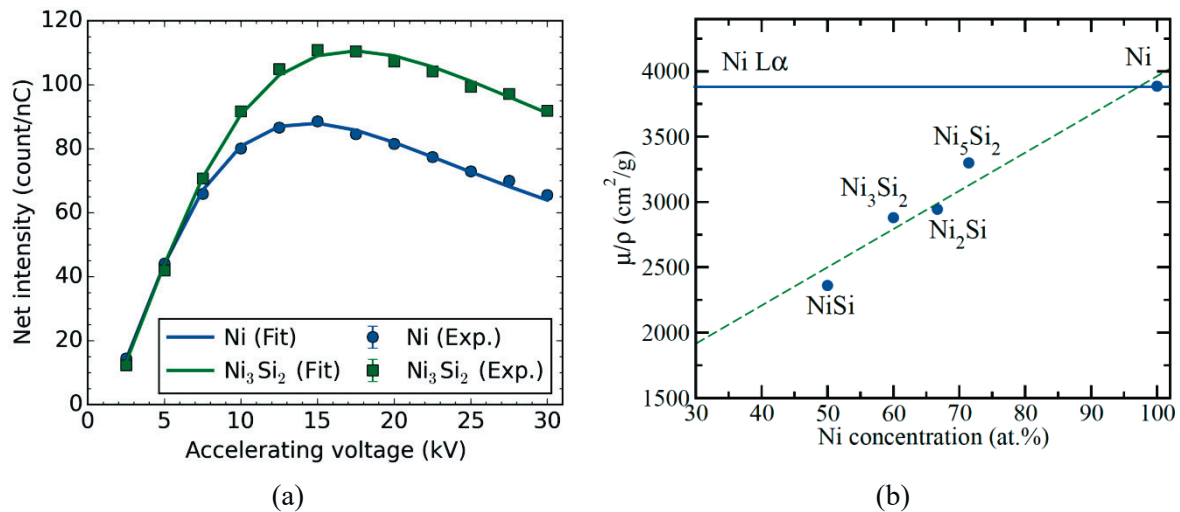 120
100
80
60
40
20
0
Net intensity (count/nC)
Ni (Fit)
Ni (Exp.)
Ni₃Si₂ (Fit)
Ni₃Si₂ (Exp.)
0 5 10 15 20 25 30
Accelerating voltage (kV)
(a)
Ni Lα
Ni
4000
3500
3000
2500
2000
1500
μ/ρ (cm²/g)
Ni₅Si₂
Ni₃Si₂
Ni₂Si
NiSi
30 40 50 60 70 80 90 100
Ni concentration (at.%)
(b)